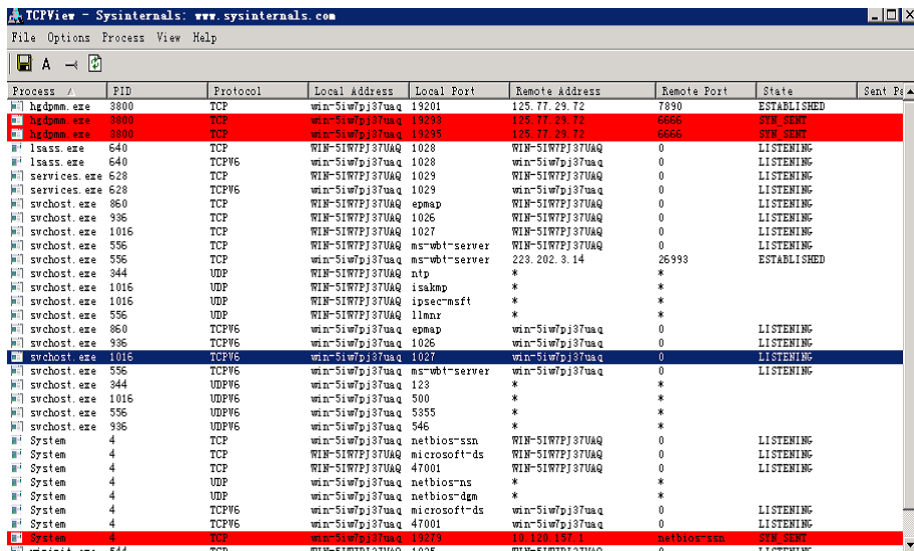 TCPView - Sysinternals: www.sysinternals.com
File Options Process View Help
A
Process / PID Protocol Local Address Local Port Remote Address Remote Port State Sent Pa
hgdpmm.exe 3800 TCP win-5iw7pj37uaq 19201 125.77.29.72 7890 ESTABLISHED
hgdpmm.exe 3800 TCP win-5iw7pj37uaq 19293 125.77.29.72 6666 SYN_SENT
hgdpmm.exe 3800 TCP win-5iw7pj37uaq 19295 125.77.29.72 6666 SYN_SENT
lsass.exe 640 TCP WIN-5IW7PJ37UAQ 1028 WIN-5IW7PJ37UAQ 0 LISTENING
lsass.exe 640 TCPV6 win-5iw7pj37uaq 1028 win-5iw7pj37uaq 0 LISTENING
services.exe 628 TCP WIN-5IW7PJ37UAQ 1029 WIN-5IW7PJ37UAQ 0 LISTENING
services.exe 628 TCPV6 win-5iw7pj37uaq 1029 win-5iw7pj37uaq 0 LISTENING
svchost.exe 860 TCP WIN-5IW7PJ37UAQ epmap WIN-5IW7PJ37UAQ 0 LISTENING
svchost.exe 936 TCP WIN-5IW7PJ37UAQ 1026 WIN-5IW7PJ37UAQ 0 LISTENING
svchost.exe 1016 TCP WIN-5IW7PJ37UAQ 1027 WIN-5IW7PJ37UAQ 0 LISTENING
svchost.exe 556 TCP WIN-5IW7PJ37UAQ ms-wbt-server WIN-5IW7PJ37UAQ 0 LISTENING
svchost.exe 556 TCP win-5iw7pj37uaq ms-wbt-server 223.202.3.14 26993 ESTABLISHED
svchost.exe 344 UDP WIN-5IW7PJ37UAQ ntp * *
svchost.exe 1016 UDP WIN-5IW7PJ37UAQ isakmp * *
svchost.exe 1016 UDP WIN-5IW7PJ37UAQ ipsec-msft * *
svchost.exe 556 UDP WIN-5IW7PJ37UAQ llmnr * *
svchost.exe 860 TCPV6 win-5iw7pj37uaq epmap win-5iw7pj37uaq 0 LISTENING
svchost.exe 936 TCPV6 win-5iw7pj37uaq 1026 win-5iw7pj37uaq 0 LISTENING
svchost.exe 1016 TCPV6 win-5iw7pj37uaq 1027 win-5iw7pj37uaq 0 LISTENING
svchost.exe 556 TCPV6 win-5iw7pj37uaq ms-wbt-server win-5iw7pj37uaq 0 LISTENING
svchost.exe 344 UDPV6 win-5iw7pj37uaq 123 * *
svchost.exe 1016 UDPV6 win-5iw7pj37uaq 500 * *
svchost.exe 556 UDPV6 win-5iw7pj37uaq 5355 * *
svchost.exe 936 UDPV6 win-5iw7pj37uaq 546 * *
System 4 TCP win-5iw7pj37uaq netbios-ssn WIN-5IW7PJ37UAQ 0 LISTENING
System 4 TCP WIN-5IW7PJ37UAQ microsoft-ds WIN-5IW7PJ37UAQ 0 LISTENING
System 4 TCP WIN-5IW7PJ37UAQ 47001 WIN-5IW7PJ37UAQ 0 LISTENING
System 4 UDP win-5iw7pj37uaq netbios-ns * *
System 4 UDP win-5iw7pj37uaq netbios-dgm * *
System 4 TCPV6 win-5iw7pj37uaq microsoft-ds win-5iw7pj37uaq 0 LISTENING
System 4 TCPV6 win-5iw7pj37uaq 47001 win-5iw7pj37uaq 0 LISTENING
System 4 TCP win-5iw7pj37uaq 19279 10.120.157.1 netbios-ssn SYN_SENT
wininit.exe 544 TCP WIN-5IW7PJ37UAQ 1025 WIN-5IW7PJ37UAQ 0 LISTENING